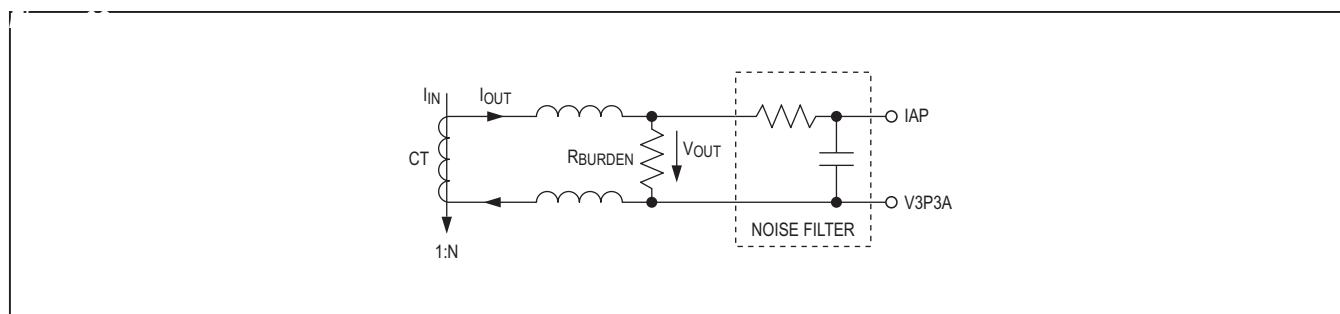 IIN
IOUT
CT
RBURDEN
VOUT
IAP
V3P3A
NOISE FILTER
1:N